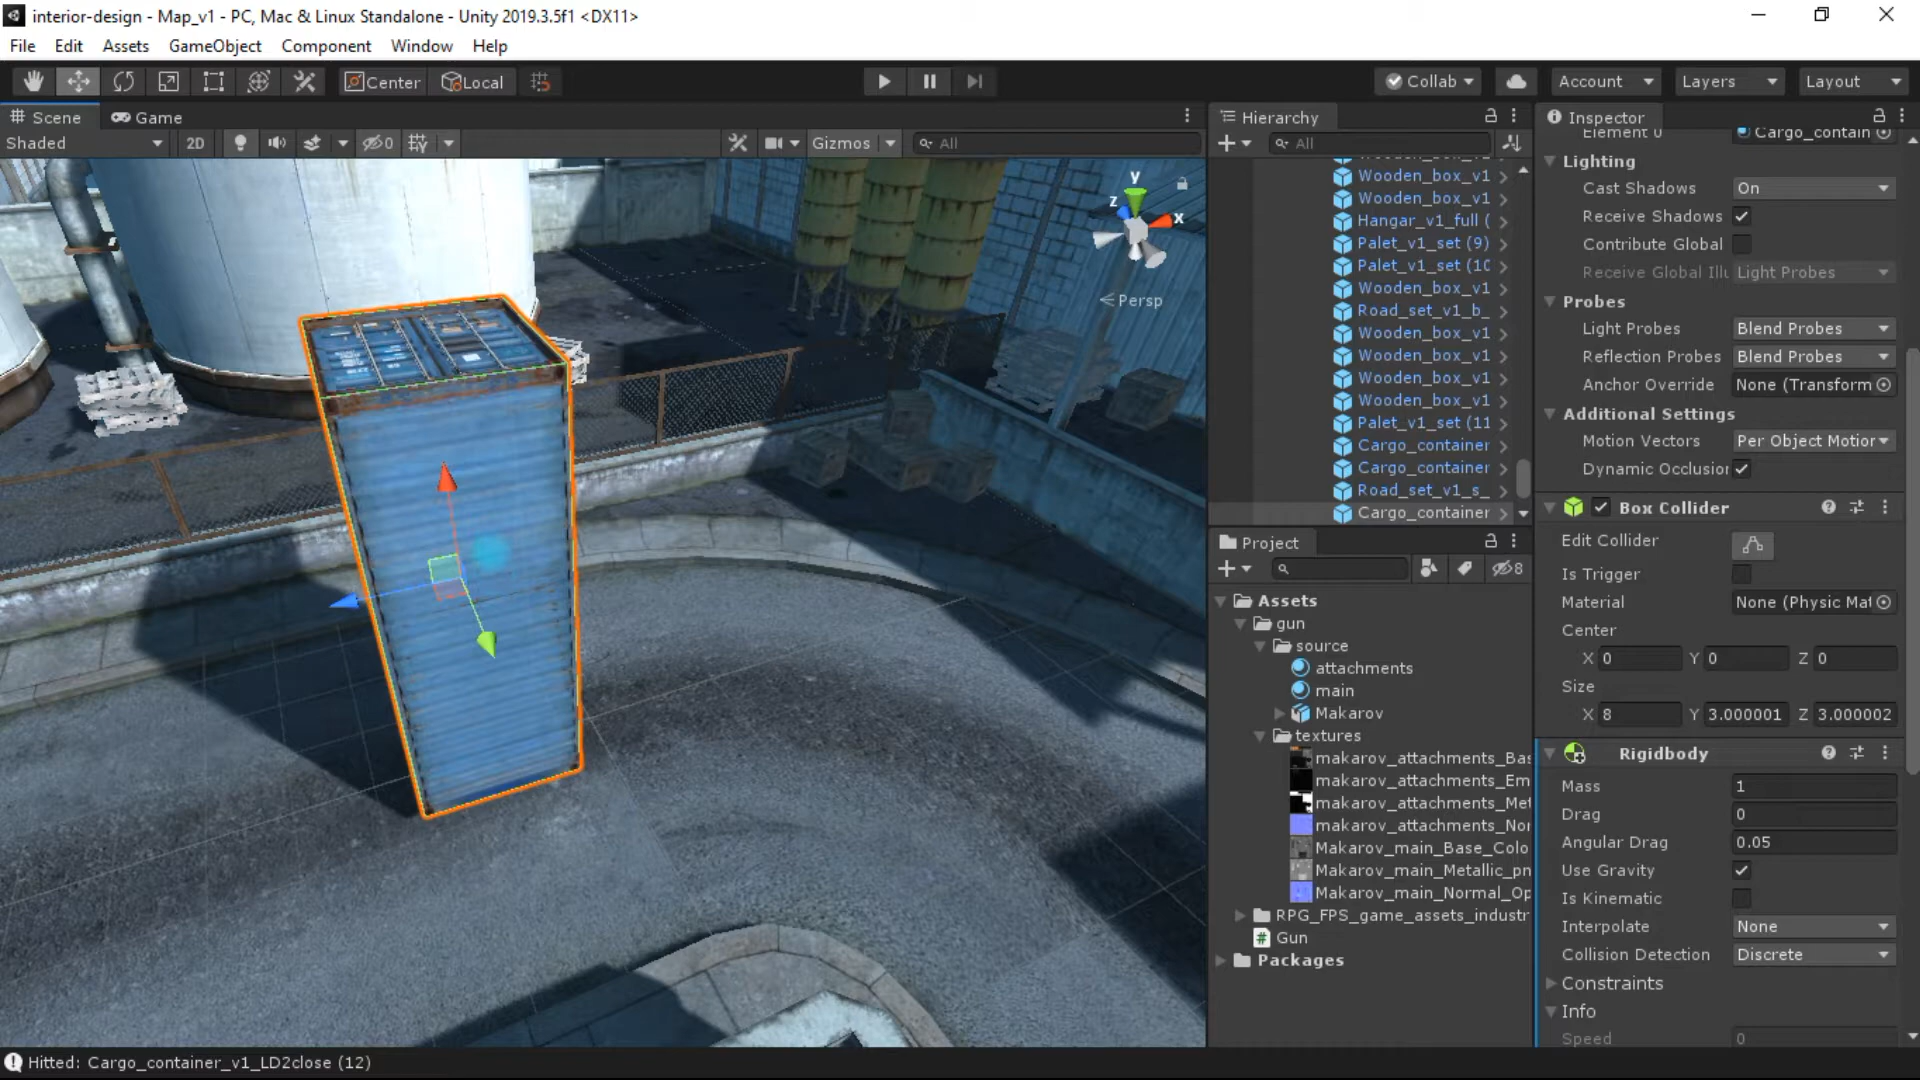 interior-design - Map_v1 - PC, Mac & Linux Standalone - Unity 2019.3.5f1 <DX11>
File Edit Assets GameObject Component Window Help
Center Local Collab Account Layers Layout
Scene Game
Shaded 2D 0 Gizmos All
y
z
x
Persp
Hierarchy
All
Wooden_box_v1
Wooden_box_v1
Hangar_v1_full (
Palet_v1_set (9)
Palet_v1_set (10
Wooden_box_v1
Road_set_v1_b_
Wooden_box_v1
Wooden_box_v1
Wooden_box_v1
Wooden_box_v1
Palet_v1_set (11
Cargo_container
Cargo_container
Road_set_v1_s_
Cargo_container
Project
8
Assets
gun
source
attachments
main
Makarov
textures
makarov_attachments_Bas
makarov_attachments_Em
makarov_attachments_Met
makarov_attachments_Nor
Makarov_main_Base_Colo
Makarov_main_Metallic_pn
Makarov_main_Normal_Op
RPG_FPS_game_assets_industr
Gun
Packages
Inspector
Element 0 Cargo_contain
Lighting
Cast Shadows On
Receive Shadows
Contribute Global
Receive Global Illu Light Probes
Probes
Light Probes Blend Probes
Reflection Probes Blend Probes
Anchor Override None (Transform
Additional Settings
Motion Vectors Per Object Motion
Dynamic Occlusion
Box Collider
Edit Collider
Is Trigger
Material None (Physic Mat
Center
X 0 Y 0 Z 0
Size
X 8 Y 3.000001 Z 3.000002
Rigidbody
Mass 1
Drag 0
Angular Drag 0.05
Use Gravity
Is Kinematic
Interpolate None
Collision Detection Discrete
Constraints
Info
Speed 0
Hitted: Cargo_container_v1_LD2close (12)